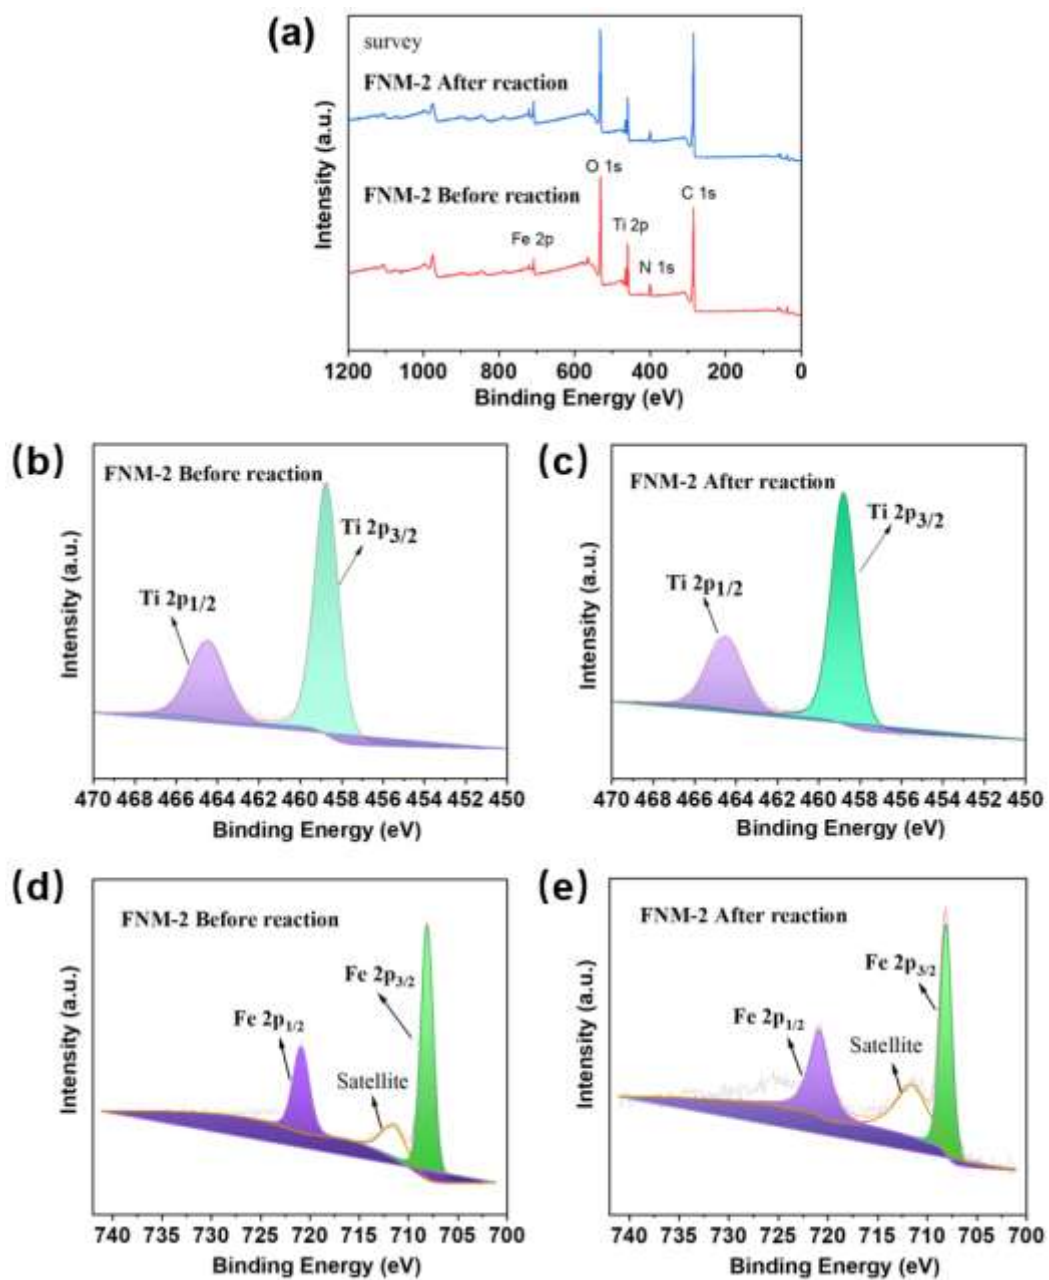 (a)
survey
FNM-2 After reaction
O 1s
C 1s
FNM-2 Before reaction
Ti 2p
Fe 2p
N 1s
Intensity (a.u.)
1200 1000 800 600 400 200 0
Binding Energy (eV)
(b)
FNM-2 Before reaction
Ti 2p3/2
Ti 2p1/2
Intensity (a.u.)
470 468 466 464 462 460 458 456 454 452 450
Binding Energy (eV)
(c)
FNM-2 After reaction
Ti 2p3/2
Ti 2p1/2
Intensity (a.u.)
470 468 466 464 462 460 458 456 454 452 450
Binding Energy (eV)
(d)
FNM-2 Before reaction
Fe 2p3/2
Fe 2p1/2
Satellite
Intensity (a.u.)
740 735 730 725 720 715 710 705 700
Binding Energy (eV)
(e)
FNM-2 After reaction
Fe 2p3/2
Fe 2p1/2
Satellite
Intensity (a.u.)
740 735 730 725 720 715 710 705 700
Binding Energy (eV)